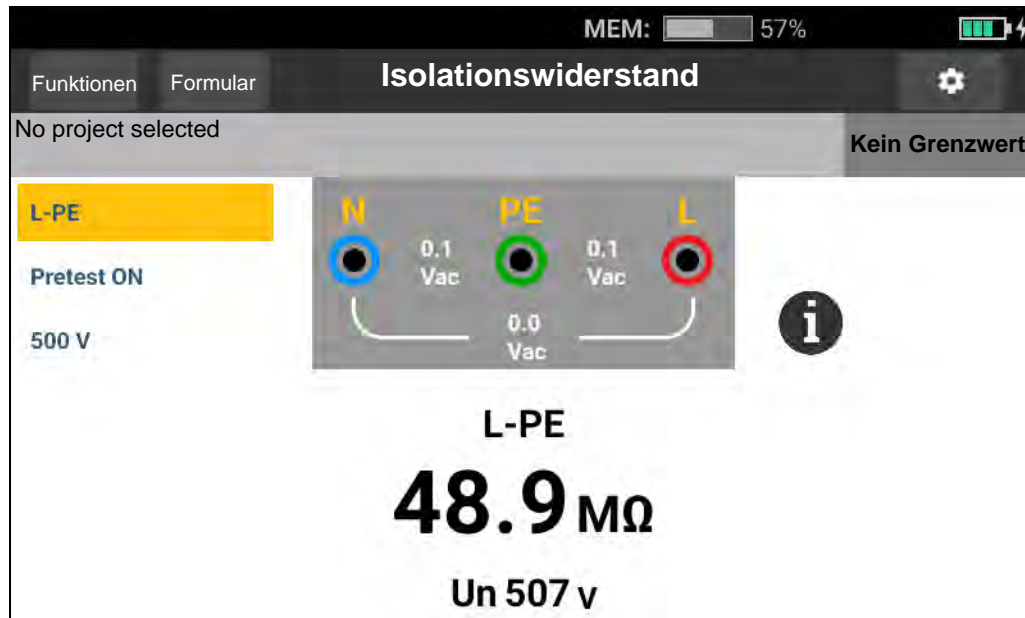 MEM: 57%
Funktionen Formular Isolationswiderstand
No project selected
Kein Grenzwert
L-PE
Pretest ON
500 V
N PE L
0.1 Vac 0.1 Vac
0.0 Vac
i
L-PE
48.9 MΩ
Un 507 V